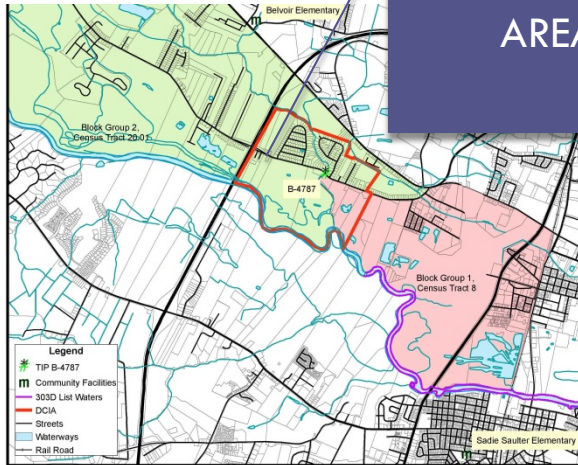 AREA
Belvoir Elementary
Block Group 2,
Census Tract 20.01
B-4787
Block Group 1,
Census Tract 8
Legend
TIP B-4787
Community Facilities
303D List Waters
DCIA
Streets
Waterways
Rail Road
Sadie Saulter Elementary